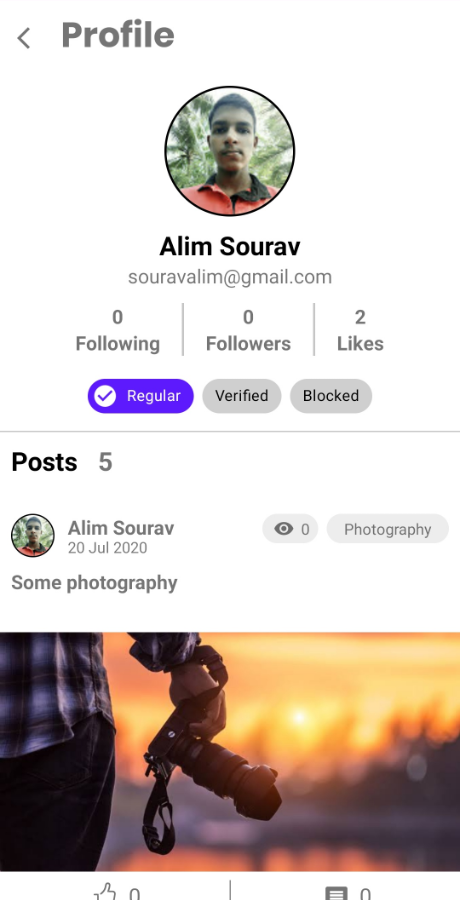 Profile
Alim Sourav
souravalim@gmail.com
0 0 2
Following Followers Likes
Regular Verified Blocked
Posts 5
Alim Sourav 0 Photography
20 Jul 2020
Some photography
0 0